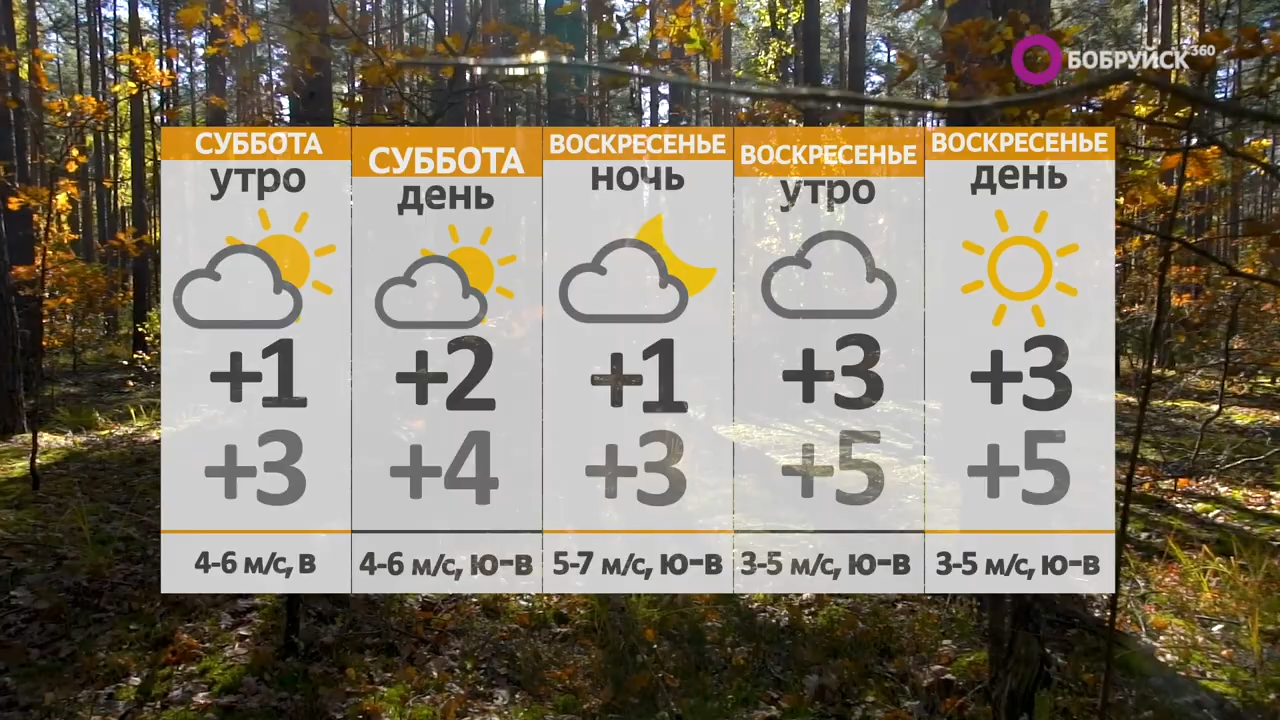 БОБРУЙСК 360
СУББОТА
утро
+1
+3
4-6 м/с, В
СУББОТА
день
+2
+4
4-6 м/с, Ю-В
ВОСКРЕСЕНЬЕ
ночь
+1
+3
5-7 м/с, Ю-В
ВОСКРЕСЕНЬЕ
утро
+3
+5
3-5 м/с, Ю-В
ВОСКРЕСЕНЬЕ
день
+3
+5
3-5 м/с, Ю-В